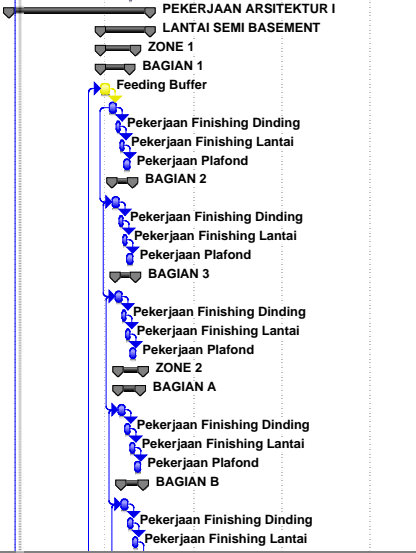 PEKERJAAN ARSITEKTUR I
LANTAI SEMI BASEMENT
ZONE 1
BAGIAN 1
Feeding Buffer
Pekerjaan Finishing Dinding
Pekerjaan Finishing Lantai
Pekerjaan Plafond
BAGIAN 2
Pekerjaan Finishing Dinding
Pekerjaan Finishing Lantai
Pekerjaan Plafond
BAGIAN 3
Pekerjaan Finishing Dinding
Pekerjaan Finishing Lantai
Pekerjaan Plafond
ZONE 2
BAGIAN A
Pekerjaan Finishing Dinding
Pekerjaan Finishing Lantai
Pekerjaan Plafond
BAGIAN B
Pekerjaan Finishing Dinding
Pekerjaan Finishing Lantai